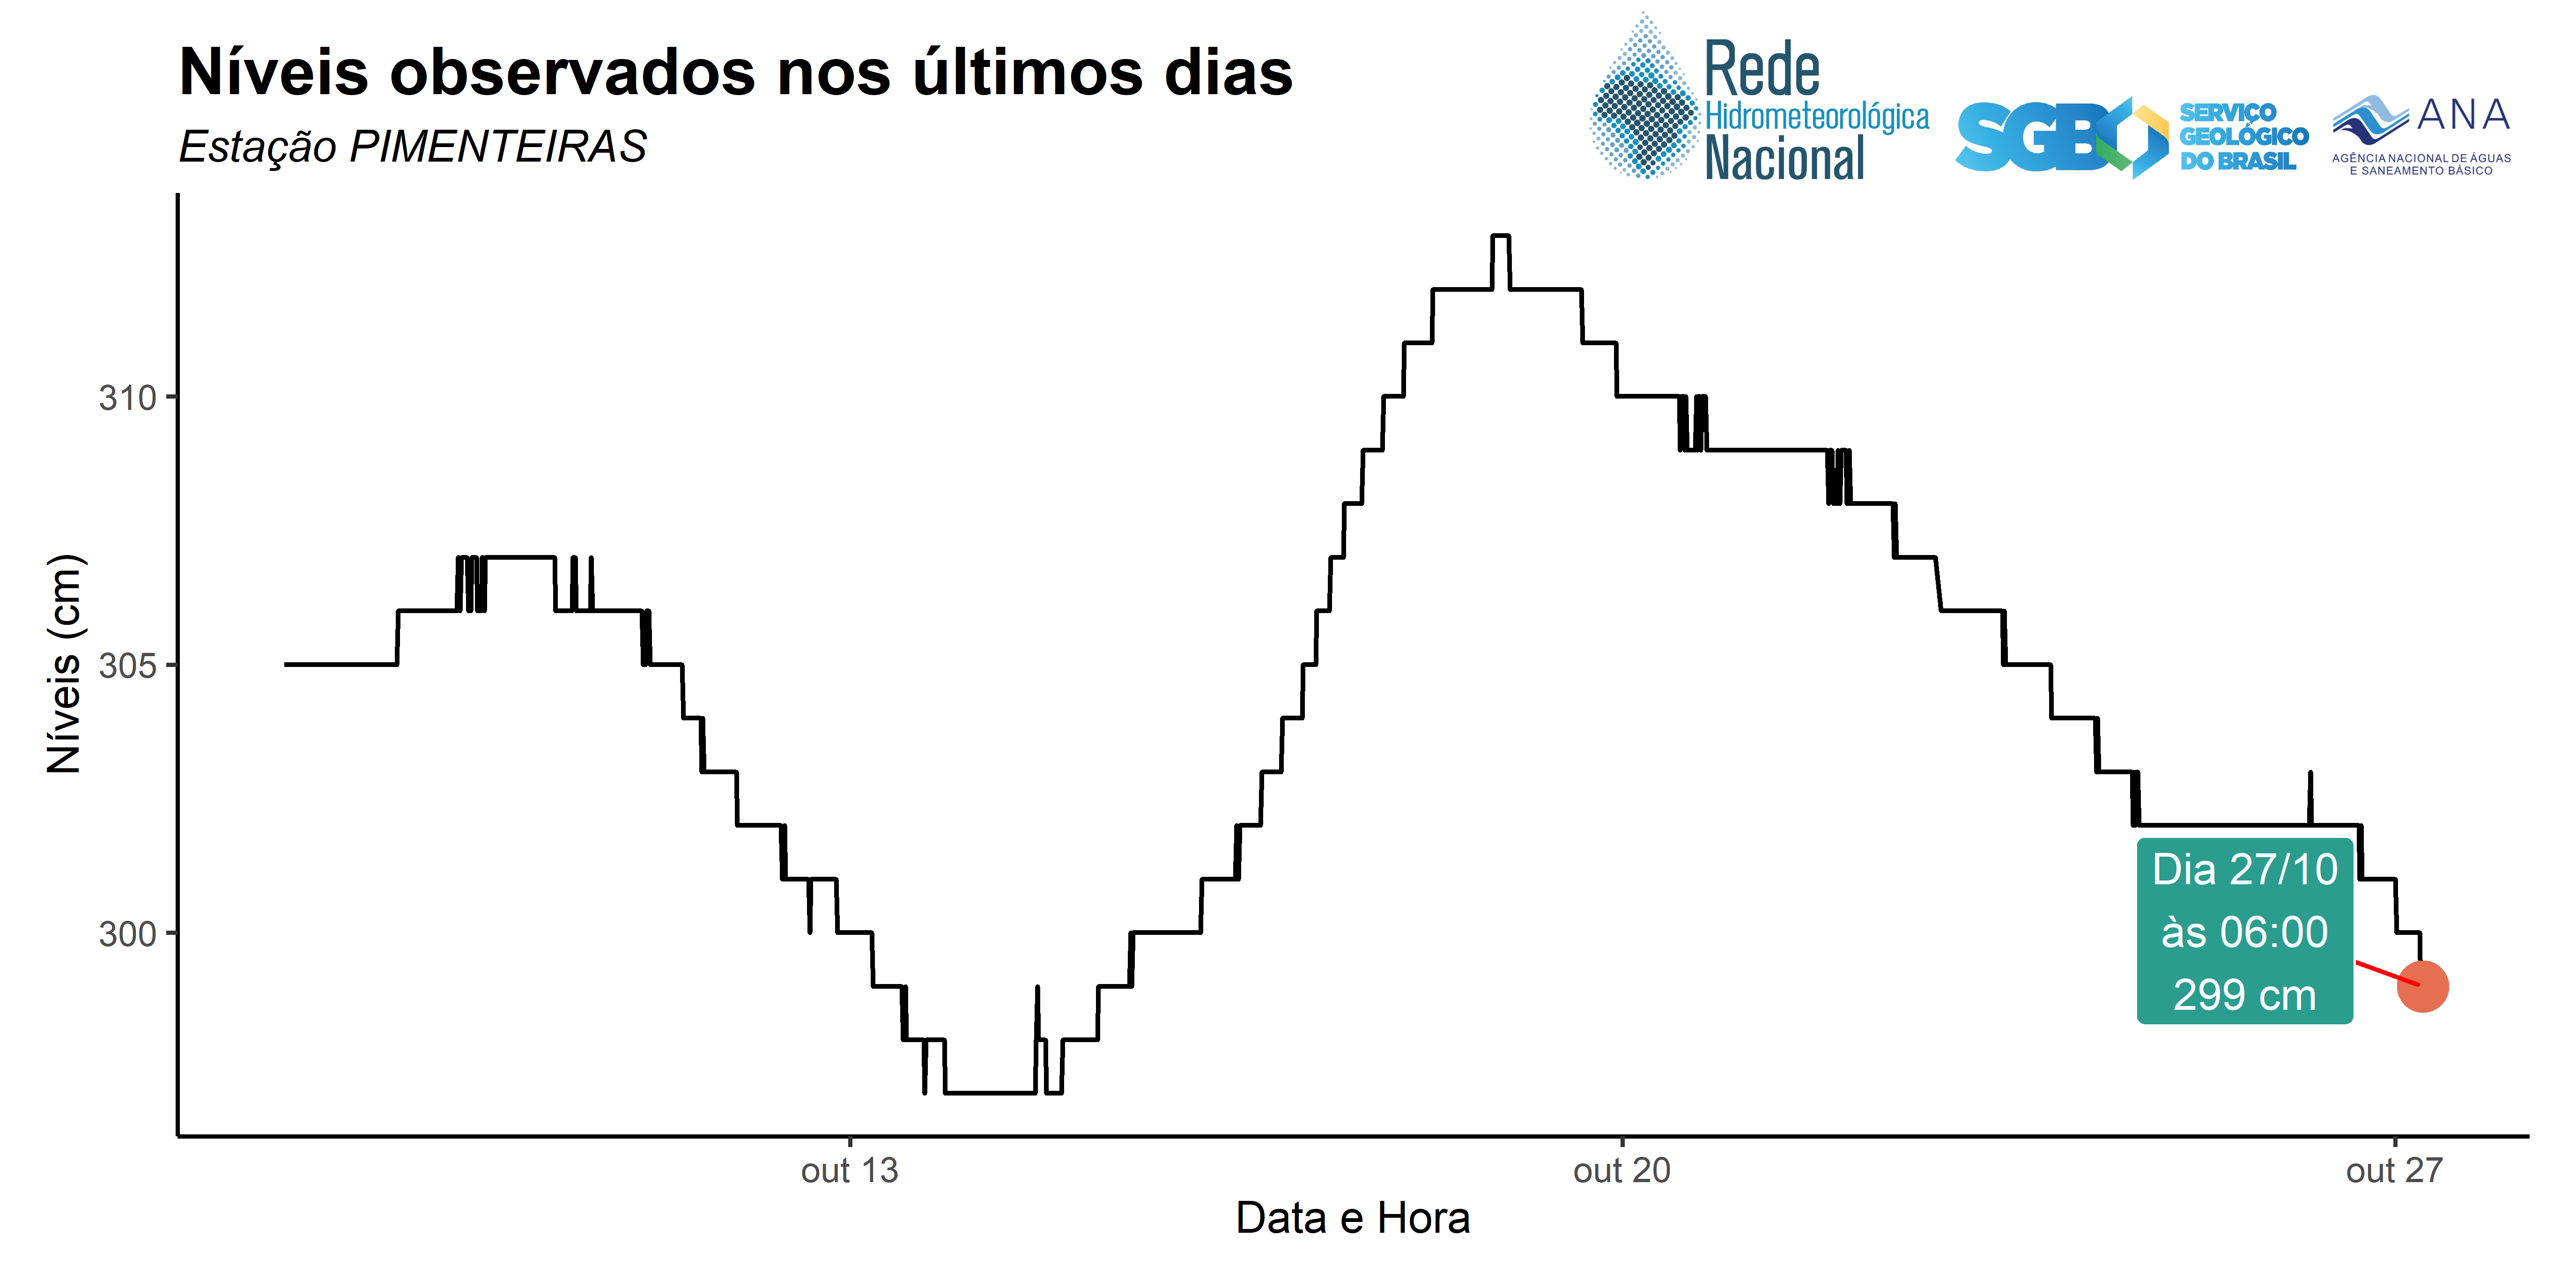 Níveis observados nos últimos dias
Estação PIMENTEIRAS
Rede
Hidrometeorológica
Nacional
SGB
SERVIÇO
GEOLÓGICO
DO BRASIL
ANA
AGÊNCIA NACIONAL DE ÁGUAS
E SANEAMENTO BÁSICO
Níveis (cm)
310
305
300
Dia 27/10
às 06:00
299 cm
out 13
out 20
out 27
Data e Hora